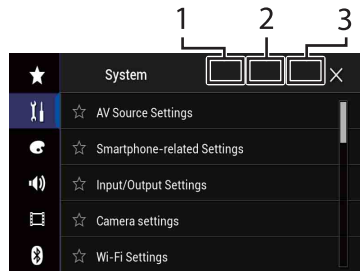 1 2 3
System
AV Source Settings
Smartphone-related Settings
Input/Output Settings
Camera settings
Wi-Fi Settings